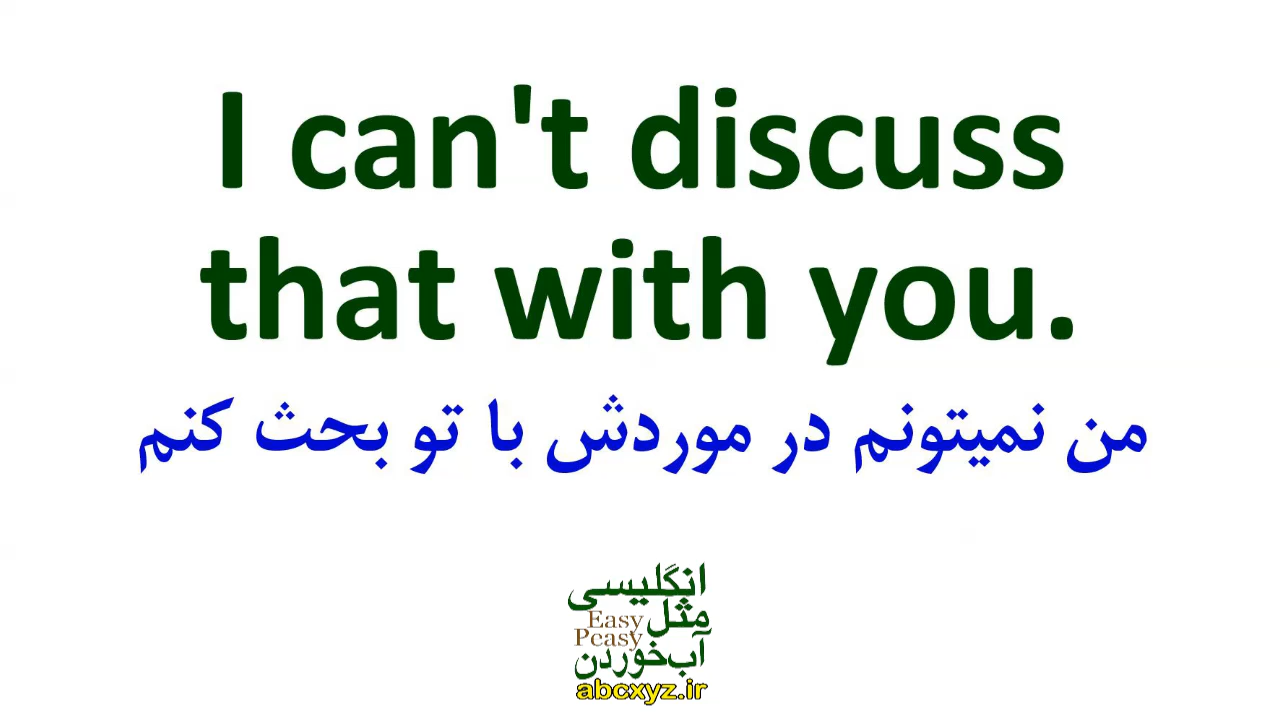 I can't discuss
that with you.
من نمیتونم در موردش با تو بحث کنم
انگلیسی
مثل
Easy
Peasy
آب‌خوردن
abcxyz.ir